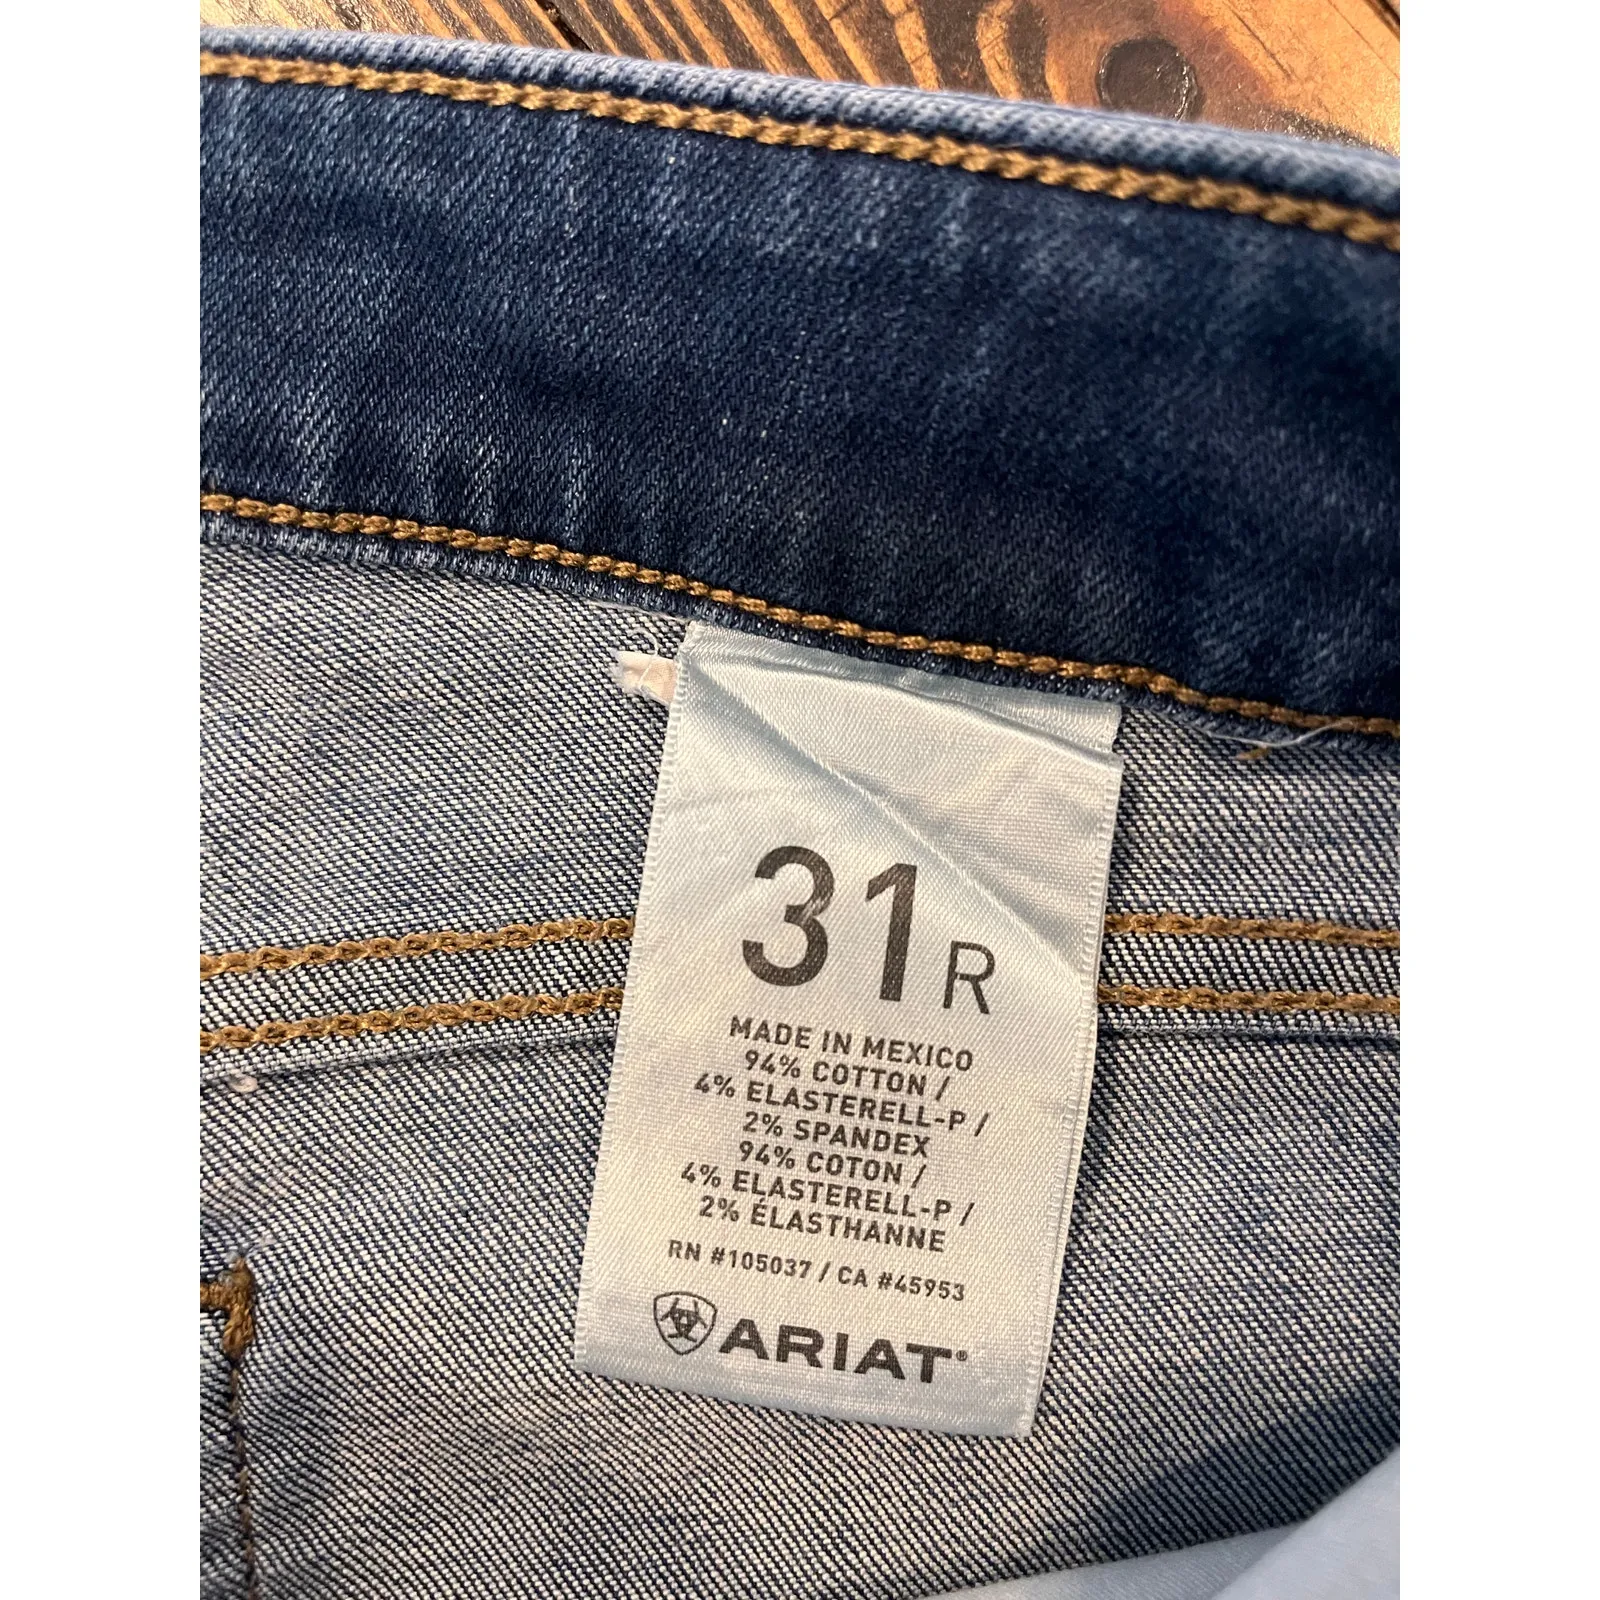 31 R
MADE IN MEXICO
94% COTTON /
4% ELASTERELL-P /
2% SPANDEX
94% COTON /
4% ELASTERELL-P /
2% ÉLASTHANNE
RN #105037 / CA #45953
ARIAT®